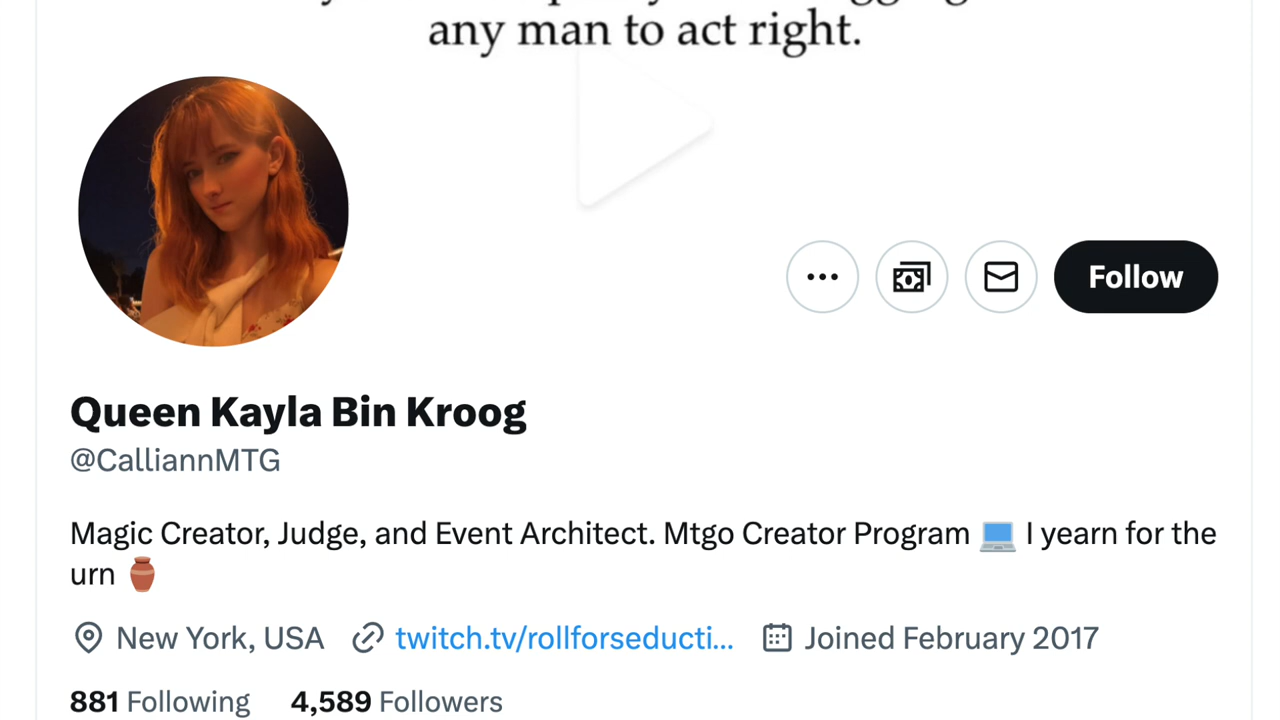 any man to act right.
Follow
Queen Kayla Bin Kroog
@CalliannMTG
Magic Creator, Judge, and Event Architect. Mtgo Creator Program 💻 I yearn for the
urn 🏺
New York, USA twitch.tv/rollforseducti... Joined February 2017
881 Following 4,589 Followers